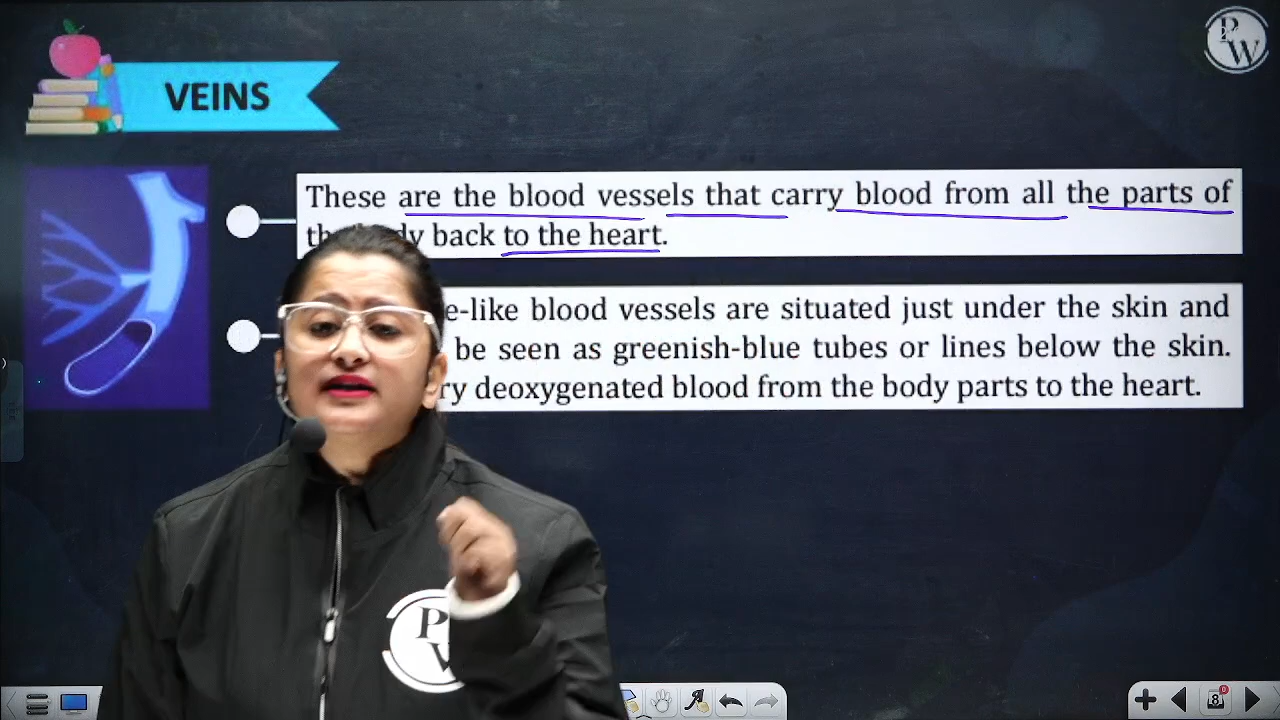 VEINS
P
W
These are the blood vessels that carry blood from all the parts of
back to the heart.
e-like blood vessels are situated just under the skin and
be seen as greenish-blue tubes or lines below the skin.
ry deoxygenated blood from the body parts to the heart.
P
W